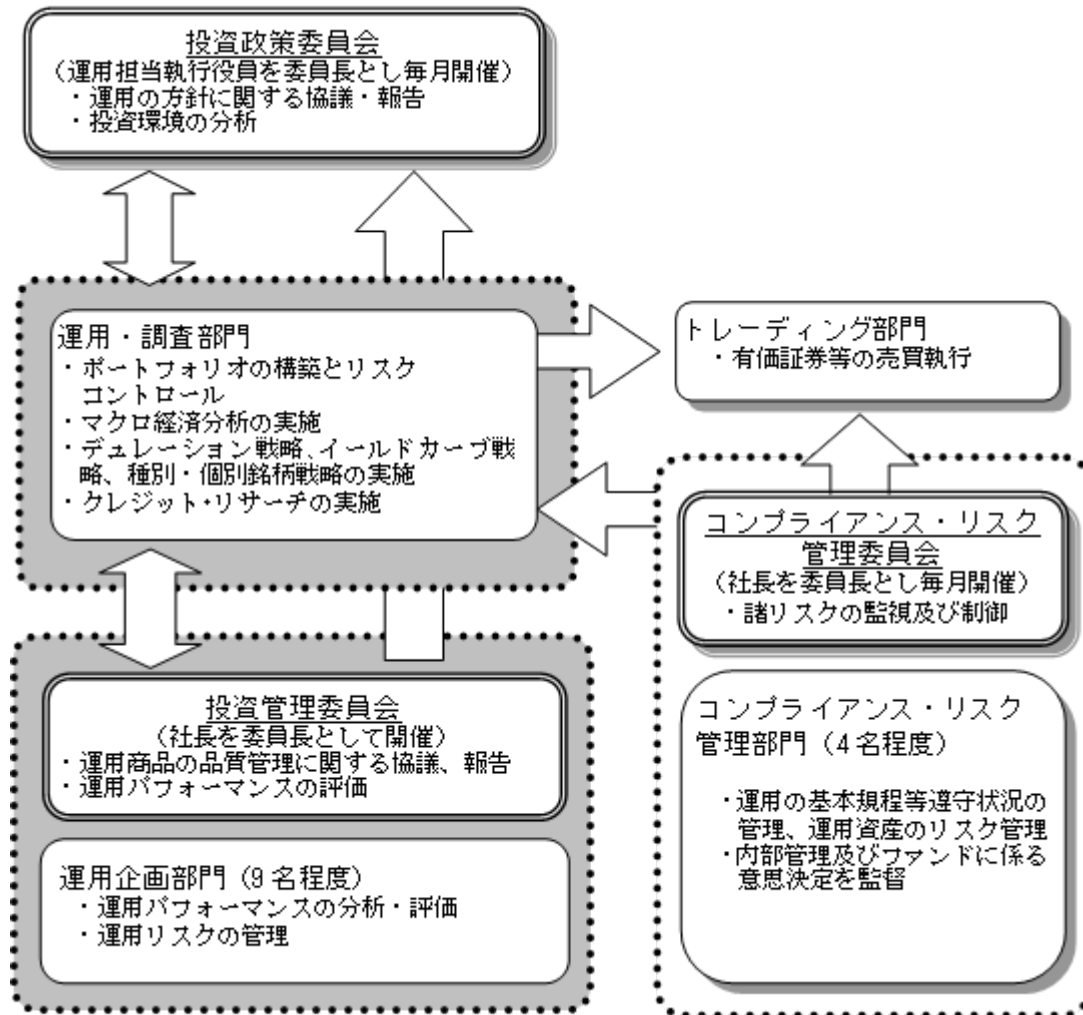 投資政策委員会
（運用担当執行役員を委員長とし毎月開催）
・運用の方針に関する協議・報告
・投資環境の分析
運用・調査部門
・ポートフォリオの構築とリスク
コントロール
・マクロ経済分析の実施
・デュレーション戦略、イールドカーブ戦
略、種別・個別銘柄戦略の実施
・クレジット・リサーチの実施
トレーディング部門
・有価証券等の売買執行
コンプライアンス・リスク
管理委員会
（社長を委員長とし毎月開催）
・諸リスクの監視及び制御
コンプライアンス・リスク
管理部門（4名程度）
・運用の基本規程等遵守状況の
管理、運用資産のリスク管理
・内部管理及びファンドに係る
意思決定を監督
投資管理委員会
（社長を委員長として開催）
・運用商品の品質管理に関する協議、報告
・運用パフォーマンスの評価
運用企画部門（9名程度）
・運用パフォーマンスの分析・評価
・運用リスクの管理